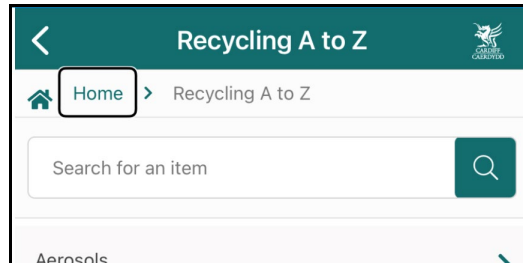 Recycling A to Z
CARDIFF
CAERDYDD
Home > Recycling A to Z
Search for an item
Aerosols